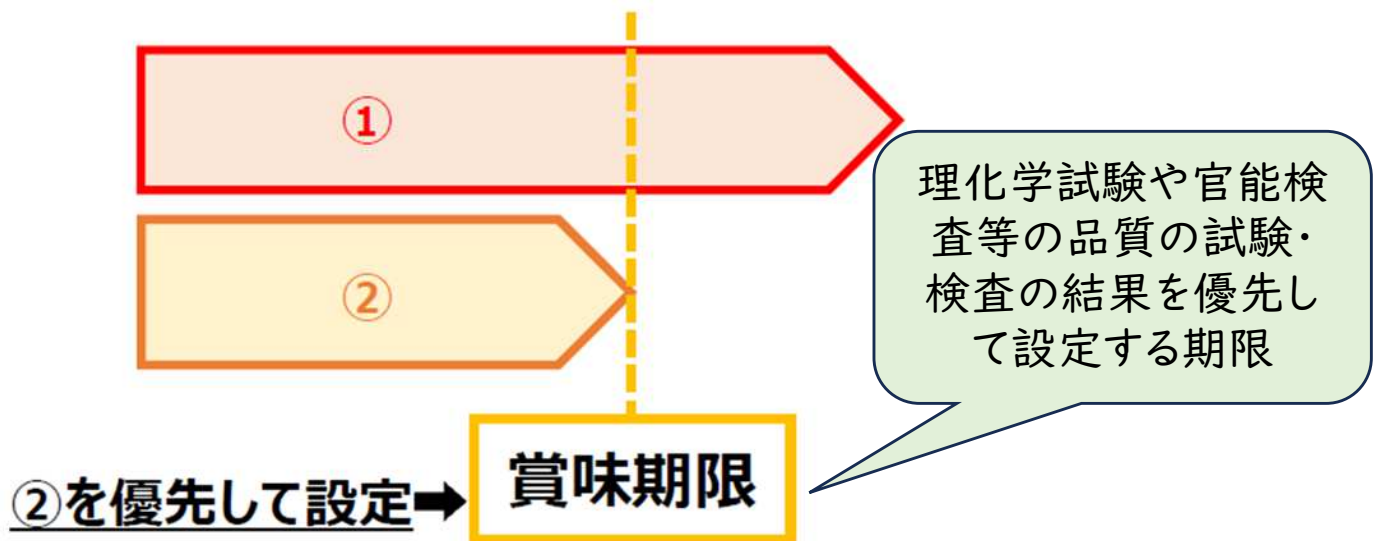 ①
②
理化学試験や官能検
査等の品質の試験・
検査の結果を優先し
て設定する期限
②を優先して設定➡
賞味期限